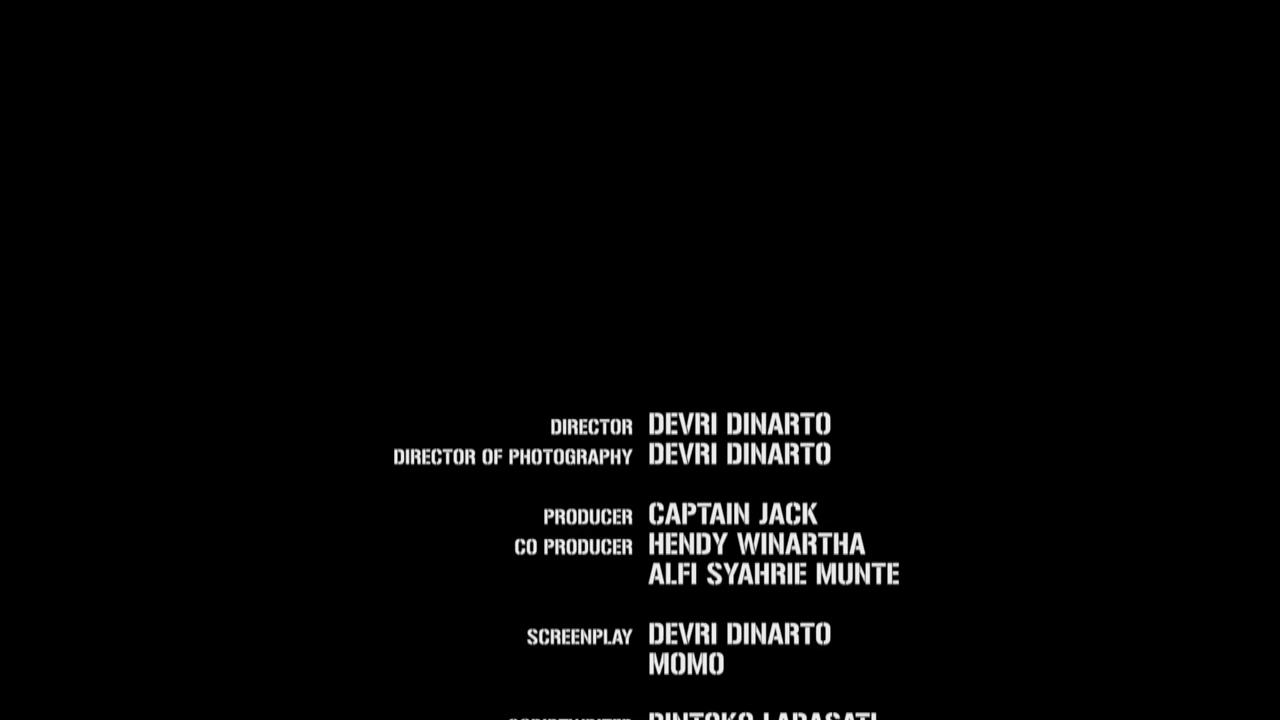 DIRECTOR DEVRI DINARTO
DIRECTOR OF PHOTOGRAPHY DEVRI DINARTO
PRODUCER CAPTAIN JACK
CO PRODUCER HENDY WINARTHA
ALFI SYAHRIE MUNTE
SCREENPLAY DEVRI DINARTO
MOMO